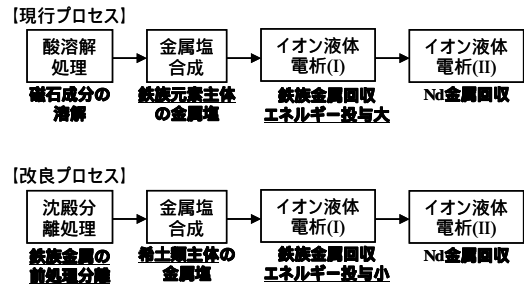 【現行プロセス】
酸溶解
処理
金属塩
合成
イオン液体
電析(I)
イオン液体
電析(II)
磁石成分の
溶解
鉄族元素主体
の金属塩
鉄族金属回収
エネルギー投与大
Nd金属回収
【改良プロセス】
沈殿分
離処理
金属塩
合成
イオン液体
電析(I)
イオン液体
電析(II)
鉄族金属の
前処理分離
稀土類主体の
金属塩
鉄族金属回収
エネルギー投与小
Nd金属回収